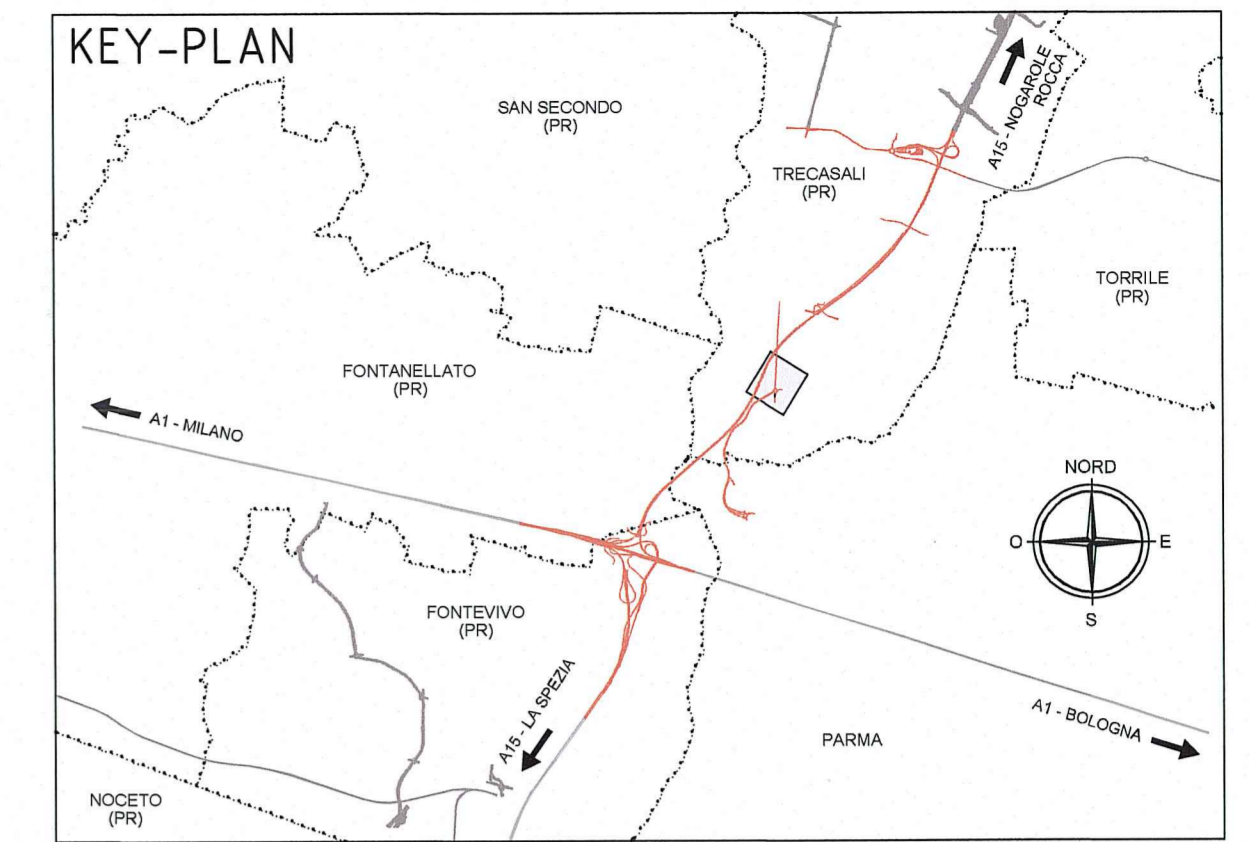 KEY-PLAN
SAN SECONDO
(PR)
A15 - NOGAROLE
ROCCA
TRECASALI
(PR)
TORRILE
(PR)
FONTANELLATO
(PR)
A1 - MILANO
NORD
O
E
S
FONTEVIVO
(PR)
A15 - LA SPEZIA
A1 - BOLOGNA
PARMA
NOCETO
(PR)